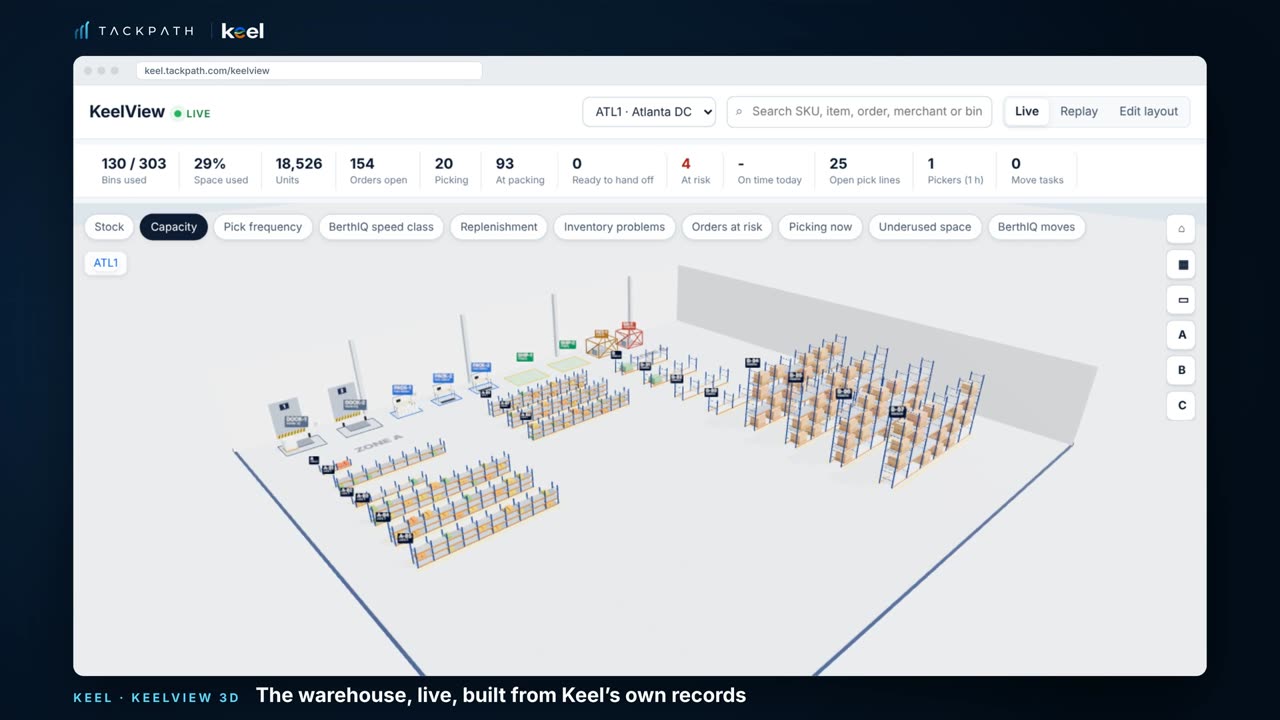 TACKPATH | keel
keel.tackpath.com/keelview
KeelView LIVE
ATL1 · Atlanta DC
Search SKU, item, order, merchant or bin
Live Replay Edit layout
130 / 303 29% 18,526 154 20 93 0 4 - 25 1 0
Bins used Space used Units Orders open Picking At packing Ready to hand off At risk On time today Open pick lines Pickers (1 h) Move tasks
Stock Capacity Pick frequency BerthIQ speed class Replenishment Inventory problems Orders at risk Picking now Underused space BerthIQ moves
ATL1
A
B
C
ZONE A
KEEL · KEELVIEW 3D The warehouse, live, built from Keel’s own records